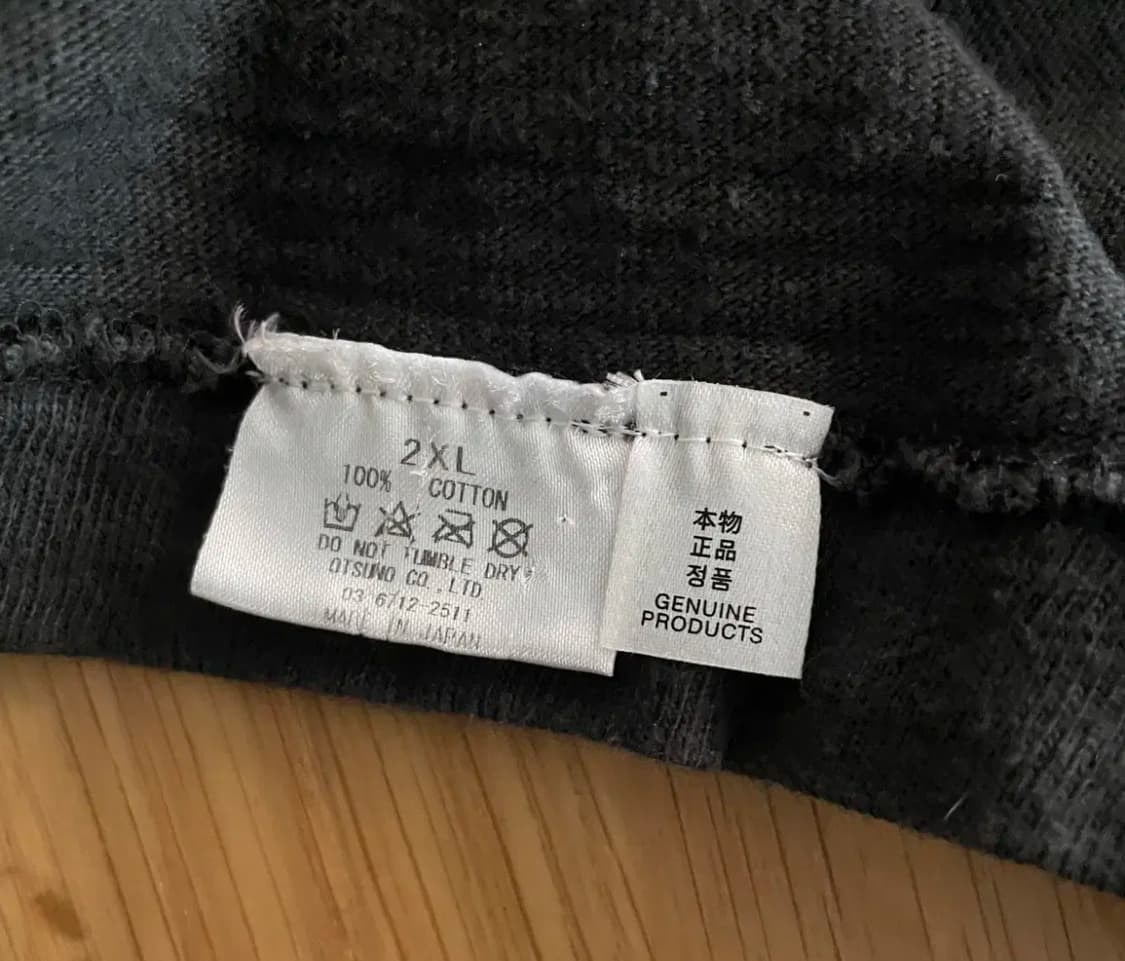 2XL
100% COTTON
DO NOT TUMBLE DRY
OTSUNO CO.,LTD
03-6712-2511
MADE IN JAPAN
本物
正品
정품
GENUINE
PRODUCTS